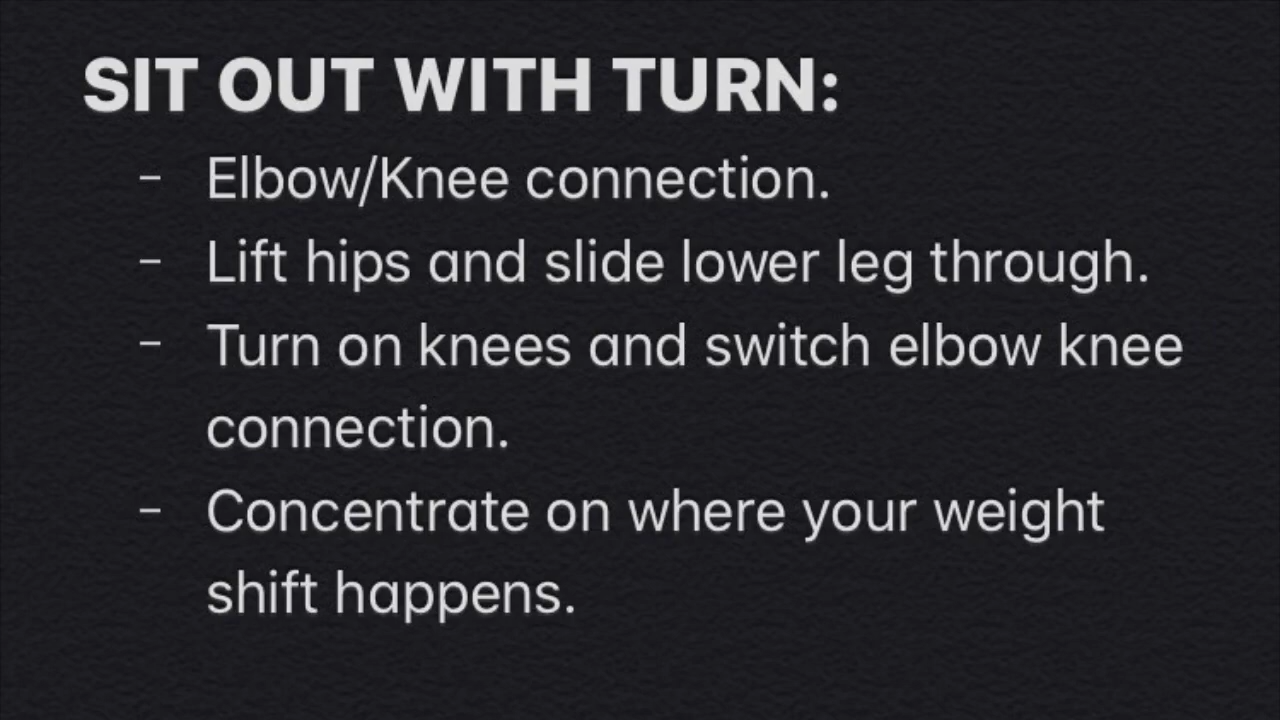 SIT OUT WITH TURN:
– Elbow/Knee connection.
– Lift hips and slide lower leg through.
– Turn on knees and switch elbow knee
connection.
– Concentrate on where your weight
shift happens.